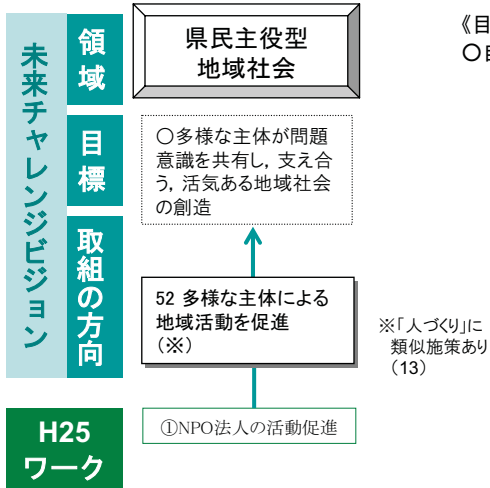 未来チャレンジビジョン
領域
県民主役型
地域社会
目標
○多様な主体が問題
意識を共有し，支え合
う，活気ある地域社会
の創造
取組の方向
52 多様な主体による
地域活動を促進
（※）
※「人づくり」に
類似施策あり
（13）
H25
ワーク
①NPO法人の活動促進
《目
○